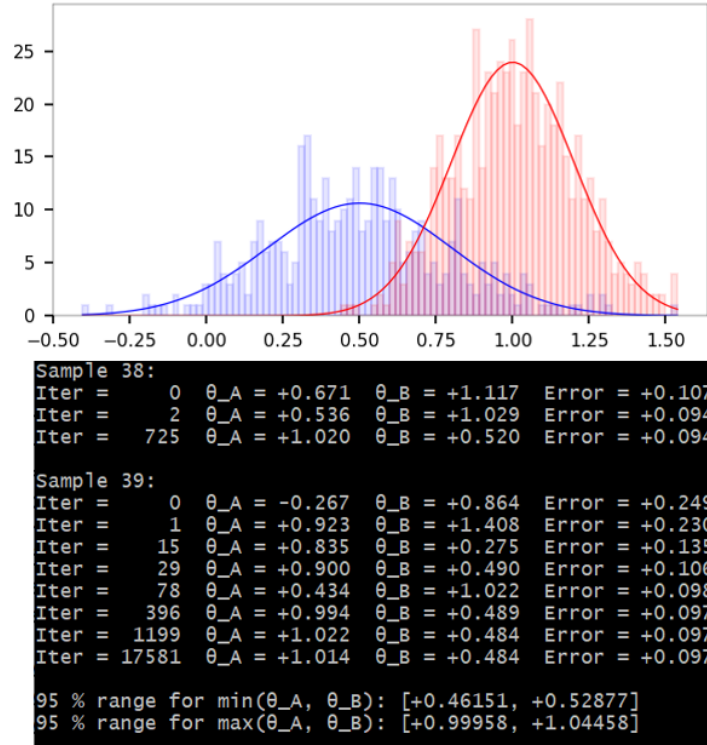 25
20
15
10
5
0
−0.50 −0.25 0.00 0.25 0.50 0.75 1.00 1.25 1.50
Sample 38:
Iter = 0 θ_A = +0.671 θ_B = +1.117 Error = +0.107
Iter = 2 θ_A = +0.536 θ_B = +1.029 Error = +0.094
Iter = 725 θ_A = +1.020 θ_B = +0.520 Error = +0.094
Sample 39:
Iter = 0 θ_A = -0.267 θ_B = +0.864 Error = +0.249
Iter = 1 θ_A = +0.923 θ_B = +1.408 Error = +0.230
Iter = 15 θ_A = +0.835 θ_B = +0.275 Error = +0.135
Iter = 29 θ_A = +0.900 θ_B = +0.490 Error = +0.106
Iter = 78 θ_A = +0.434 θ_B = +1.022 Error = +0.098
Iter = 396 θ_A = +0.994 θ_B = +0.489 Error = +0.097
Iter = 1199 θ_A = +1.022 θ_B = +0.484 Error = +0.097
Iter = 17581 θ_A = +1.014 θ_B = +0.484 Error = +0.097
95 % range for min(θ_A, θ_B): [+0.46151, +0.52877]
95 % range for max(θ_A, θ_B): [+0.99958, +1.04458]